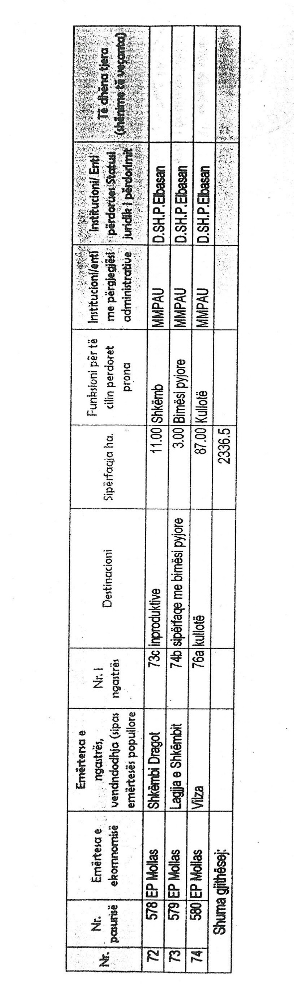 Nr.
Nr.
pasurisë
Emërtesa e
ekomnomisë
Emërtersa e
ngastrës,
vendndodhja (sipas
emërtesës popullore
Nr. i
ngastrës
Destinacioni
Sipërfaqja ha.
Funksioni për të
cilin perdoret
prona
Institucioni/enti
me përgjegjësi
administrative
Institucioni/ Enti
përdorues Statusi
juridik i përdorimit
Të dhëna tjera
(shënime të veçanta)
72 578 EP Mollas Shkëmbi Dragot 73c inproduktive 11.00 Shkëmb MMPAU D.SH.P.Elbasan
73 579 EP Mollas Lagjja e Shkëmbit 74b sipërfaqe me bimësi pyjore 3.00 Bimësi pyjore MMPAU D.SH.P.Elbasan
74 580 EP Mollas Vilza 76a kullotë 87.00 Kullotë MMPAU D.SH.P.Elbasan
Shuma gjithësej: 2336.5